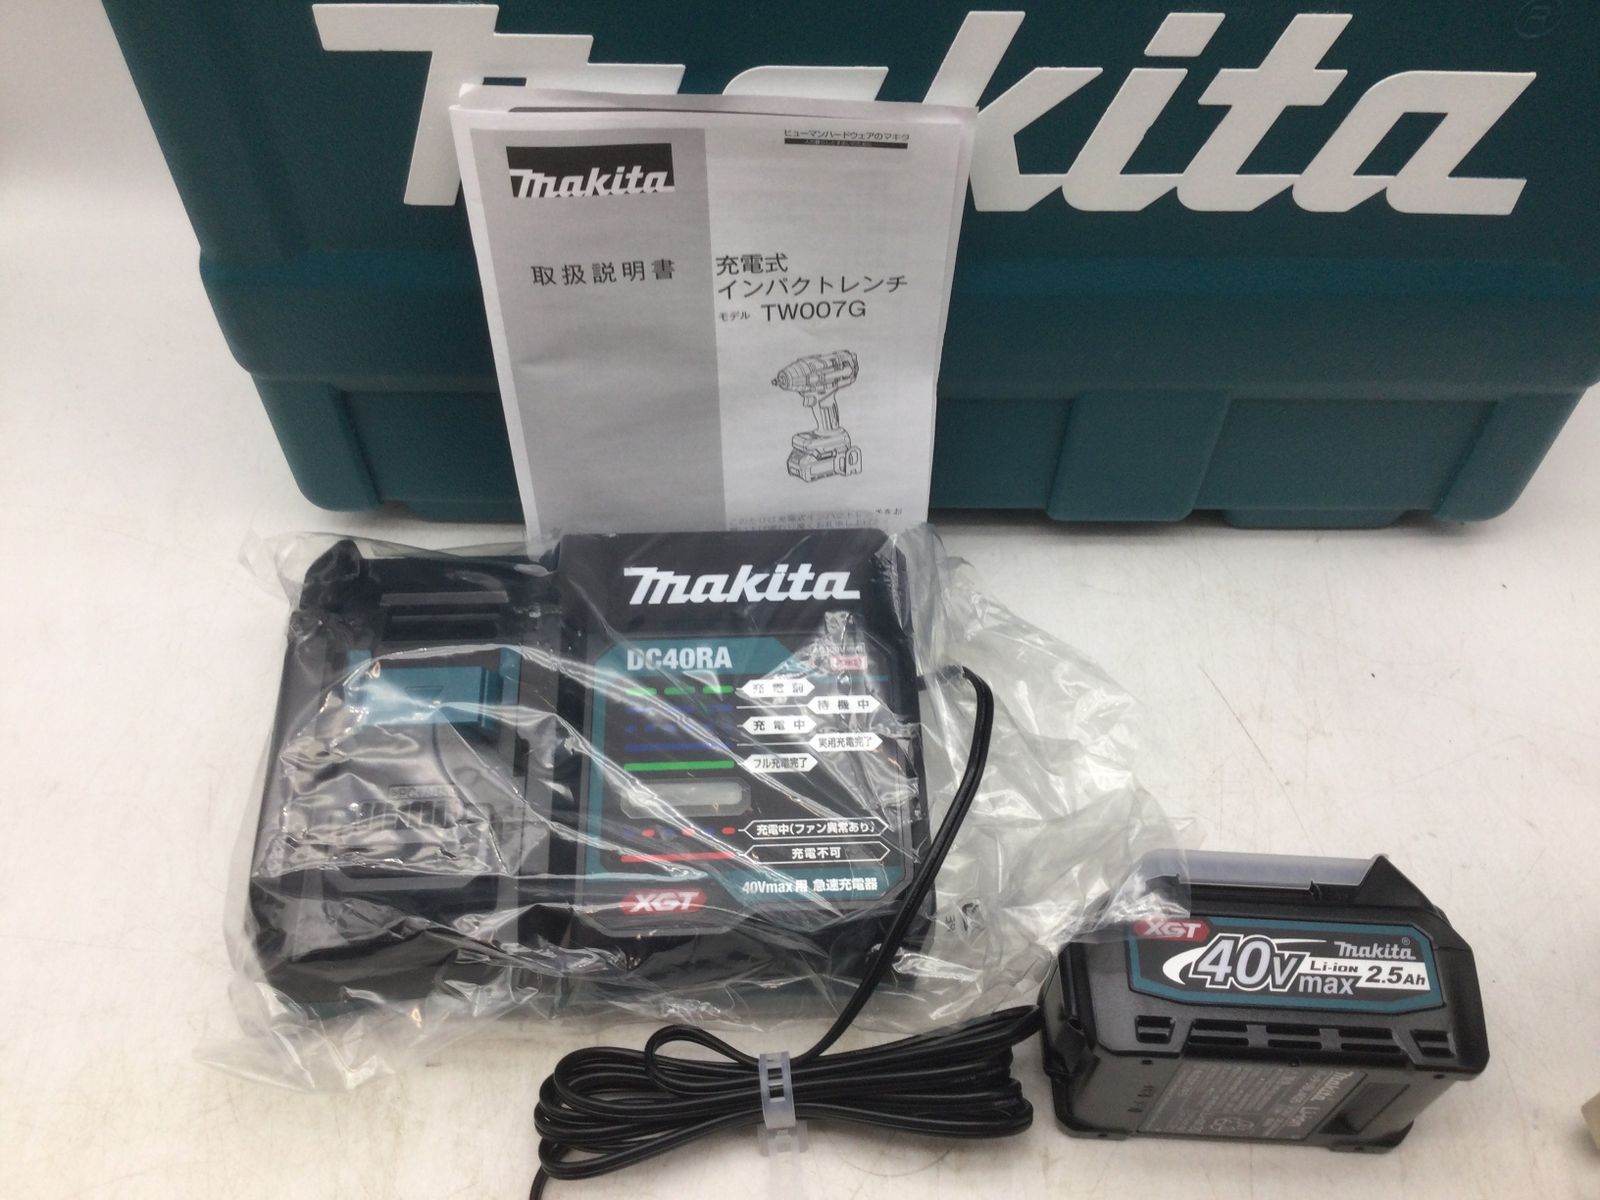 makita
ヒューマンハードウェアのマキタ
makita
取扱説明書
充電式
インパクトレンチ
モデル TW007G
makita
DC40RA
充電前
待機中
充電中
実用充電完了
フル充電完了
充電中(ファン異常あり)
充電不可
XGT
40Vmax用 急速充電器
XGT
40Vmax
makita
Li-ion 2.5Ah